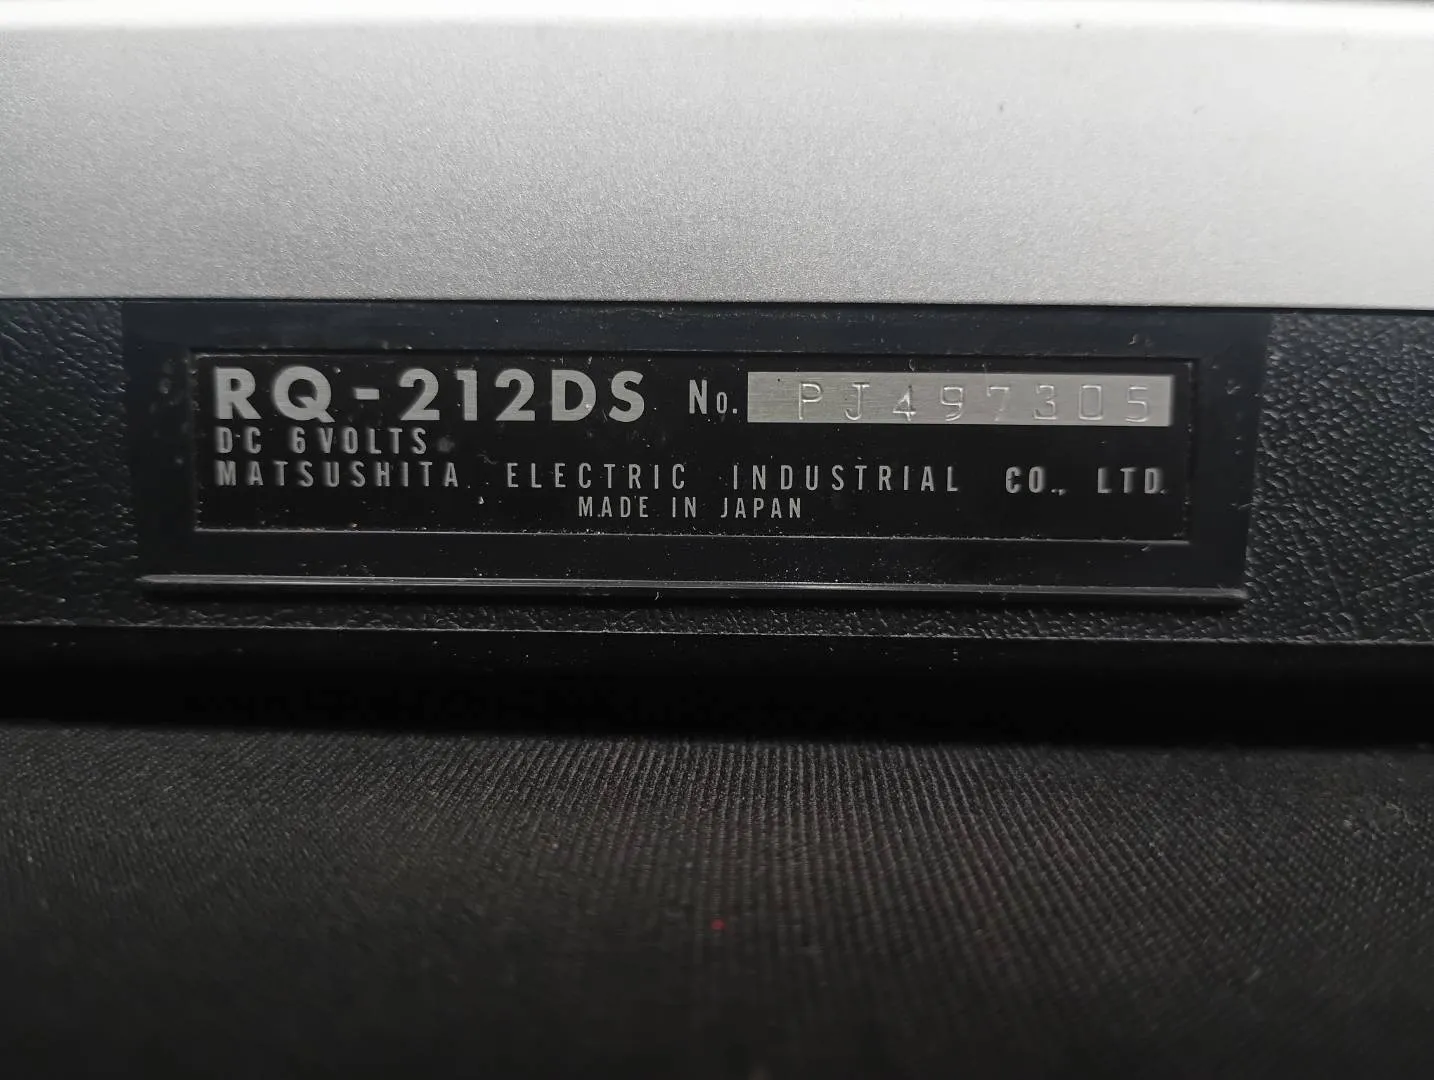 RQ-212DS No. PJ497305
DC 6VOLTS
MATSUSHITA ELECTRIC INDUSTRIAL CO., LTD.
MADE IN JAPAN